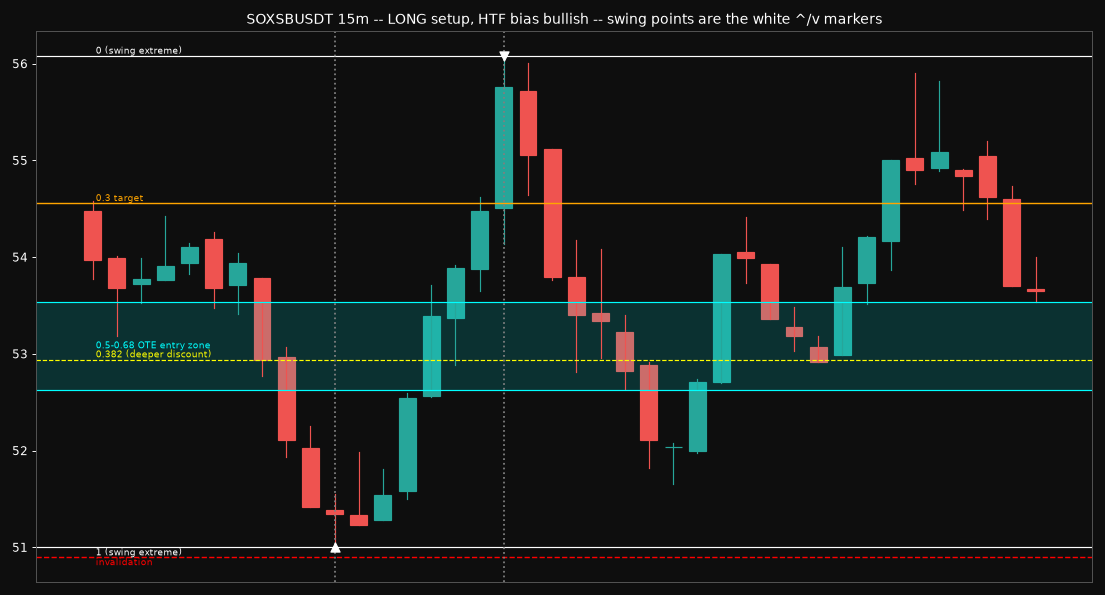 SOXSBUSDT 15m -- LONG setup, HTF bias bullish -- swing points are the white ^/v markers
0 (swing extreme)
56
55
0.3 target
54
0.5-0.68 OTE entry zone
0.382 (deeper discount)
53
52
51
1 (swing extreme)
invalidation